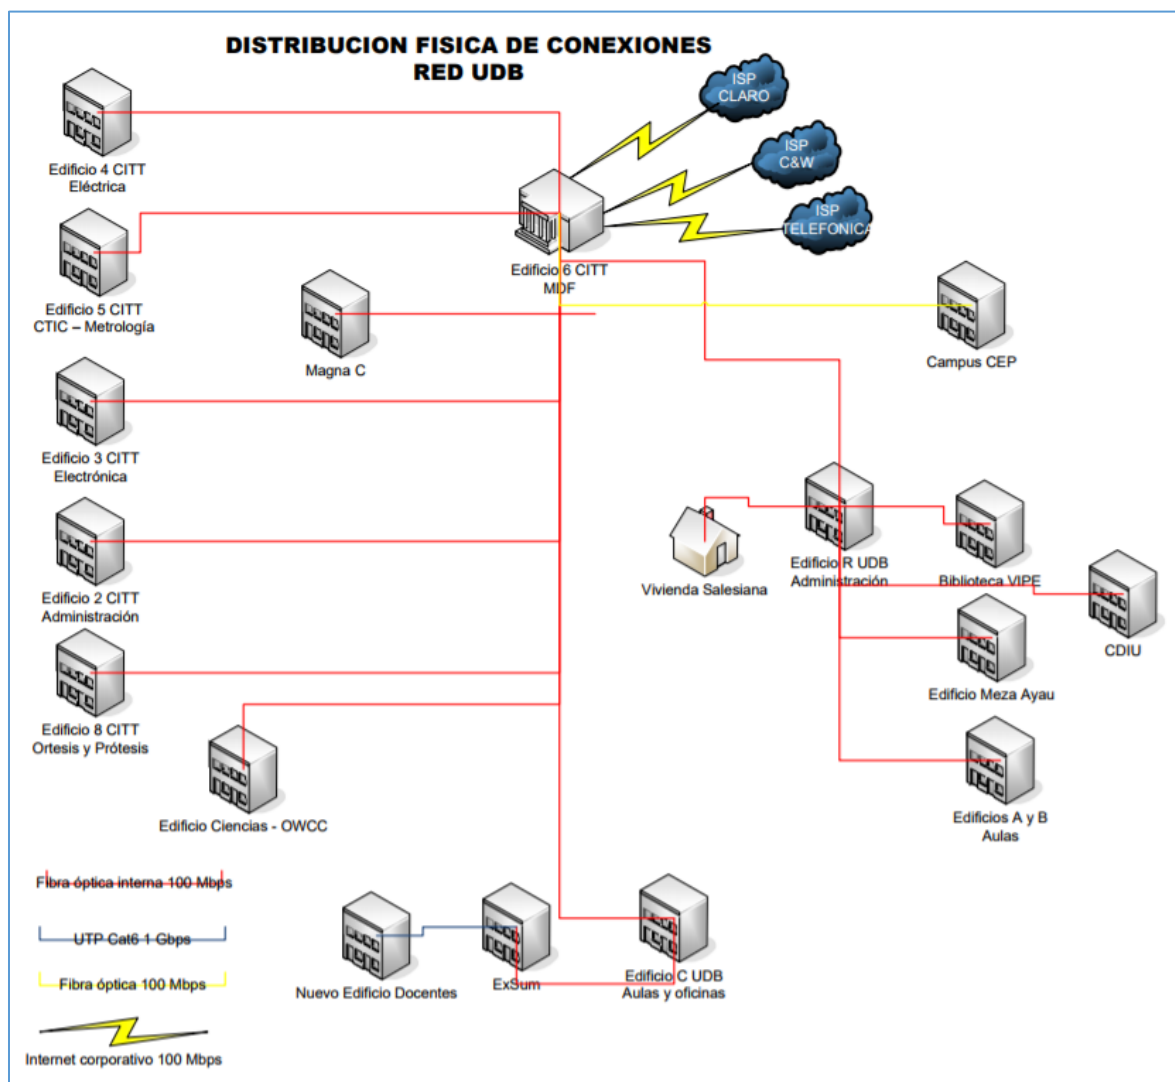 DISTRIBUCION FISICA DE CONEXIONES
RED UDB
ISP
CLARO
ISP
C&W
ISP
TELEFONICA
Edificio 4 CITT
Eléctrica
Edificio 6 CITT
MDF
Edificio 5 CITT
CTIC – Metrología
Magna C
Campus CEP
Edificio 3 CITT
Electrónica
Edificio R UDB
Administración
Vivienda Salesiana
Biblioteca VIPE
Edificio 2 CITT
Administración
CDIU
Edificio Meza Ayau
Edificio 8 CITT
Ortesis y Prótesis
Edificio Ciencias - OWCC
Edificios A y B
Aulas
Fibra óptica interna 100 Mbps
UTP Cat6 1 Gbps
Fibra óptica 100 Mbps
Internet corporativo 100 Mbps
Nuevo Edificio Docentes
ExSum
Edificio C UDB
Aulas y oficinas